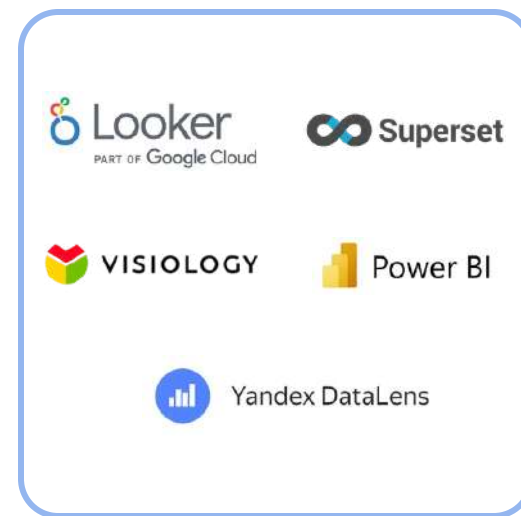 Looker
PART OF Google Cloud
Superset
VISIOLOGY
Power BI
Yandex DataLens